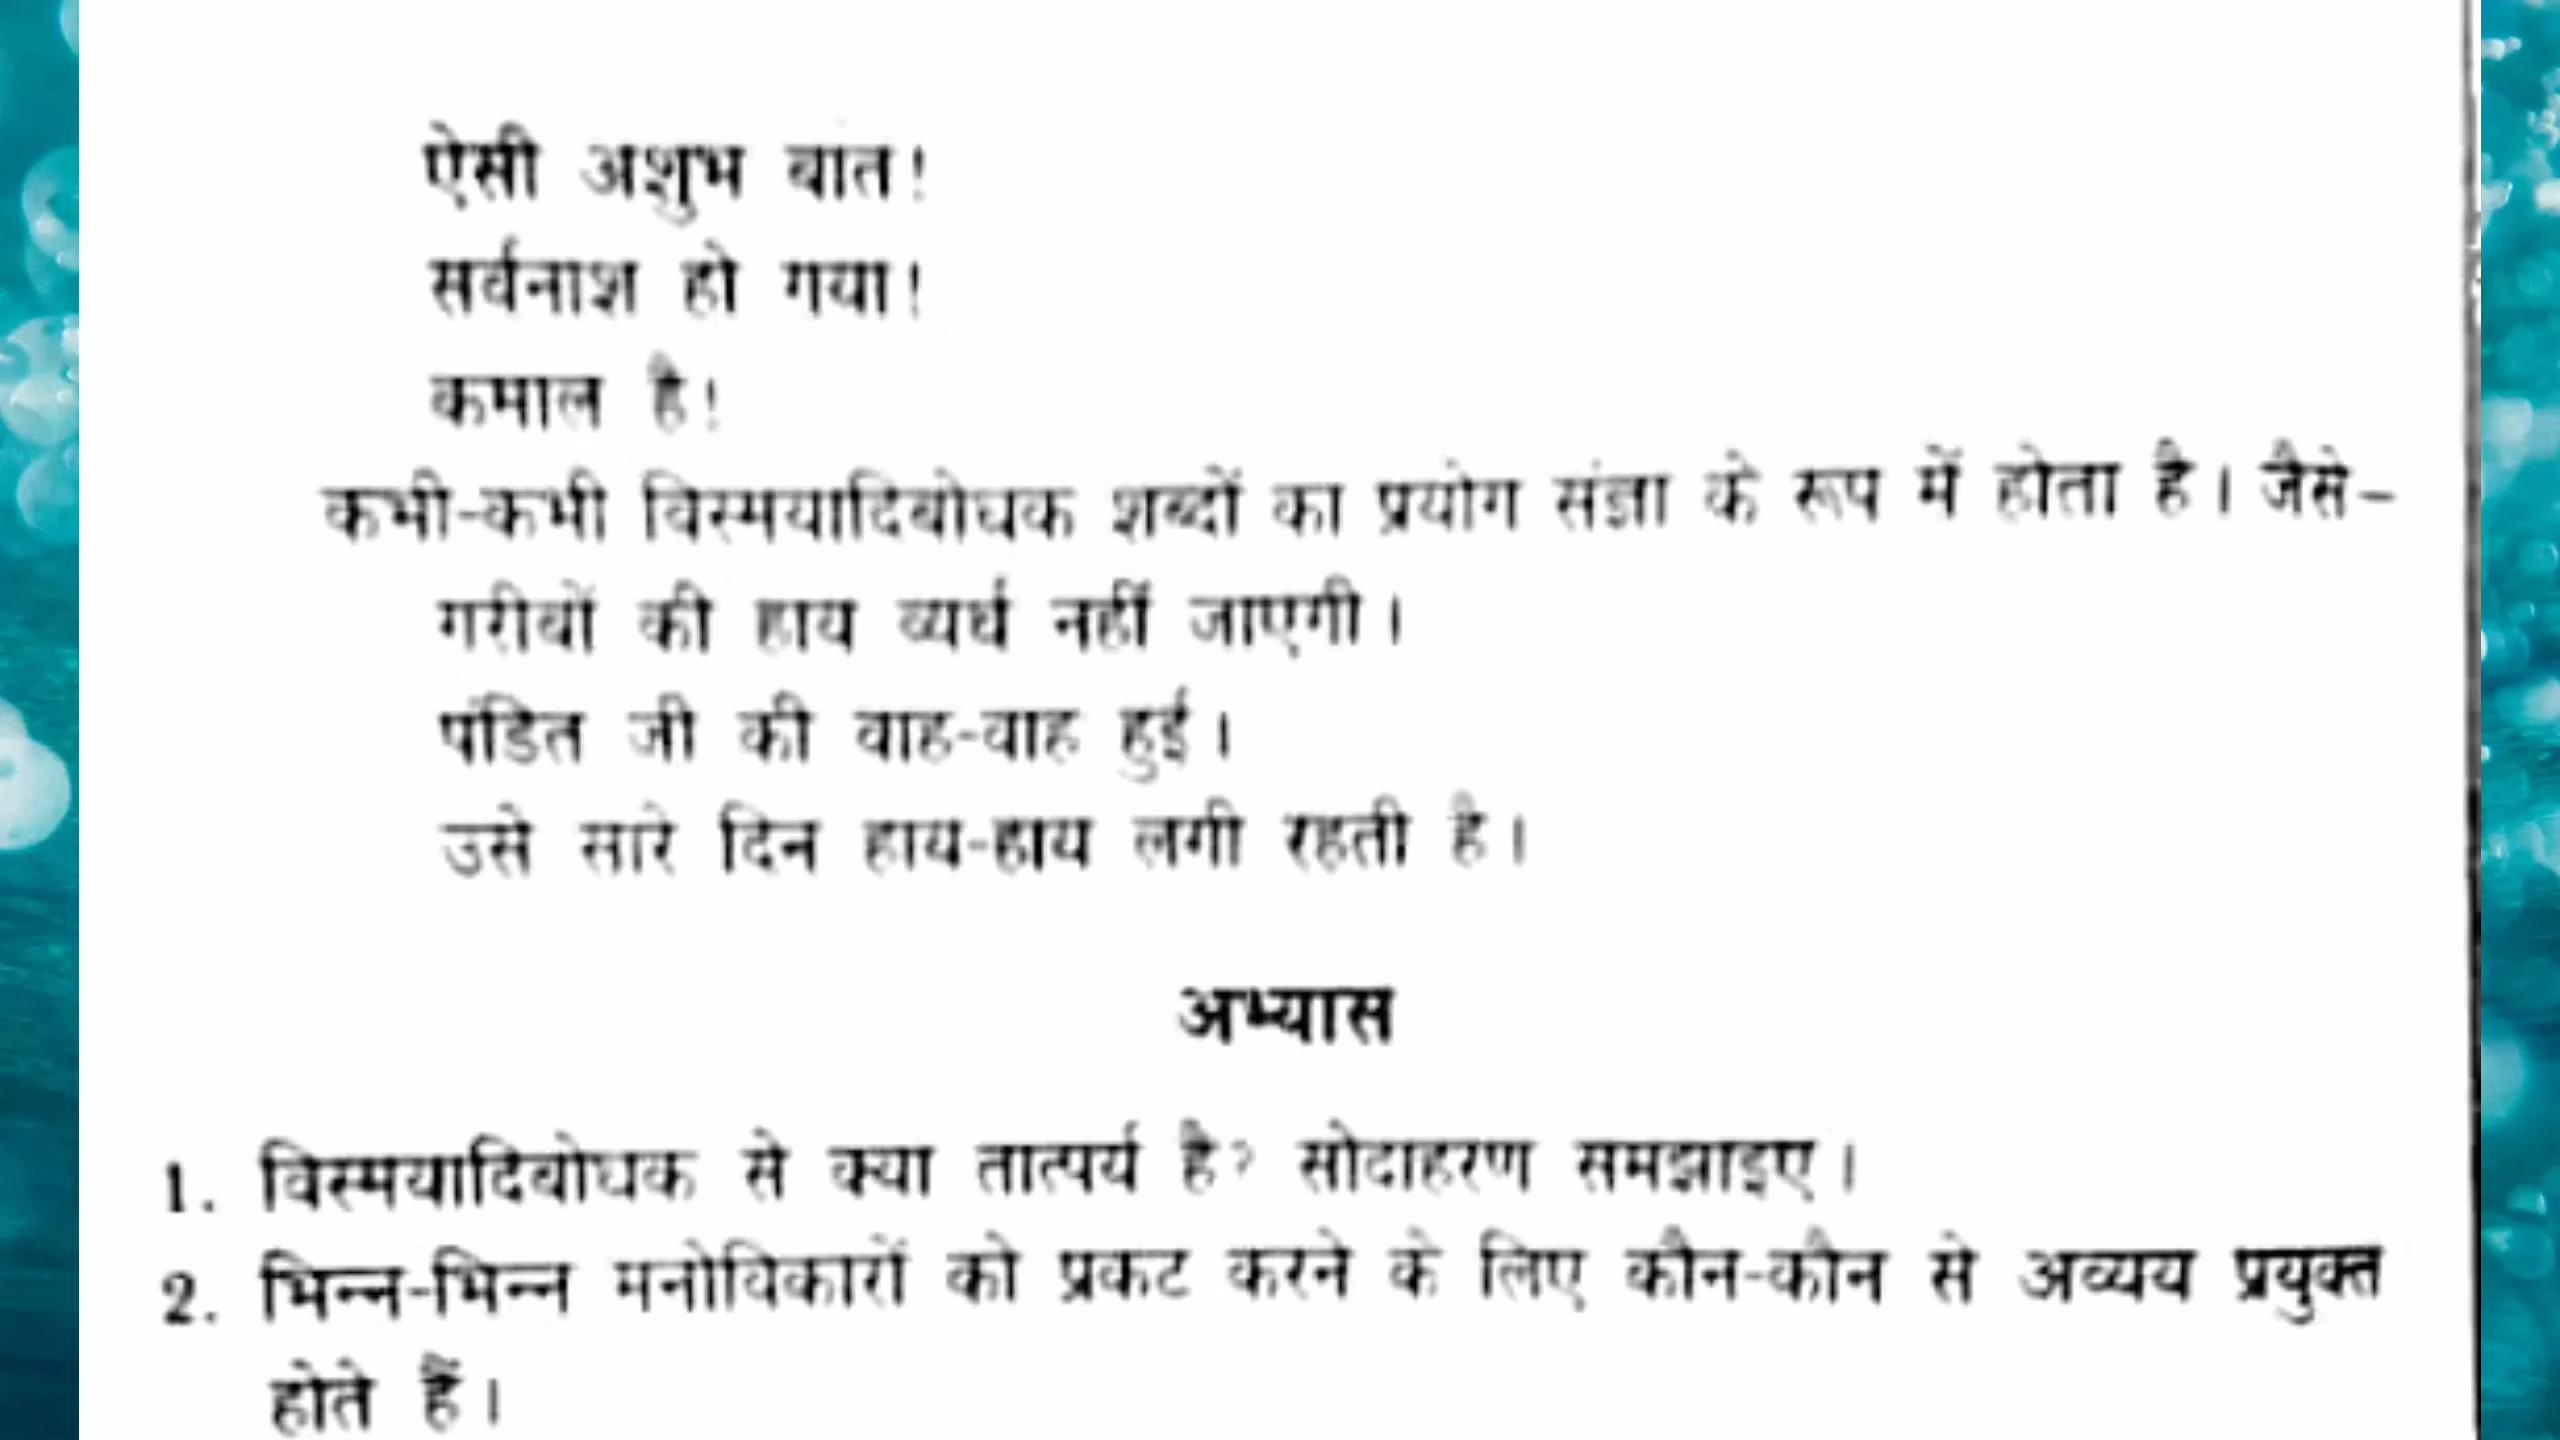 ऐसी अशुभ बात!
सर्वनाश हो गया!
कमाल है!
कभी-कभी विस्मयादिबोधक शब्दों का प्रयोग संज्ञा के रूप में होता है। जैसे–
गरीबों की हाय व्यर्थ नहीं जाएगी।
पंडित जी की वाह-वाह हुई।
उसे सारे दिन हाय-हाय लगी रहती है।
अभ्यास
1. विस्मयादिबोधक से क्या तात्पर्य है? सोदाहरण समझाइए।
2. भिन्न-भिन्न मनोविकारों को प्रकट करने के लिए कौन-कौन से अव्यय प्रयुक्त
होते हैं।